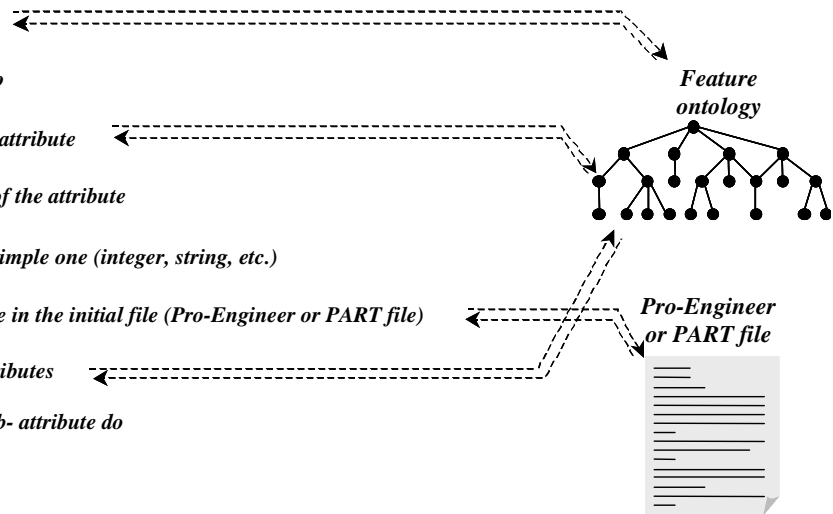 o
Feature
ontology
attribute
of the attribute
imple one (integer, string, etc.)
e in the initial file (Pro-Engineer or PART file)
Pro-Engineer
or PART file
ibutes
b- attribute do